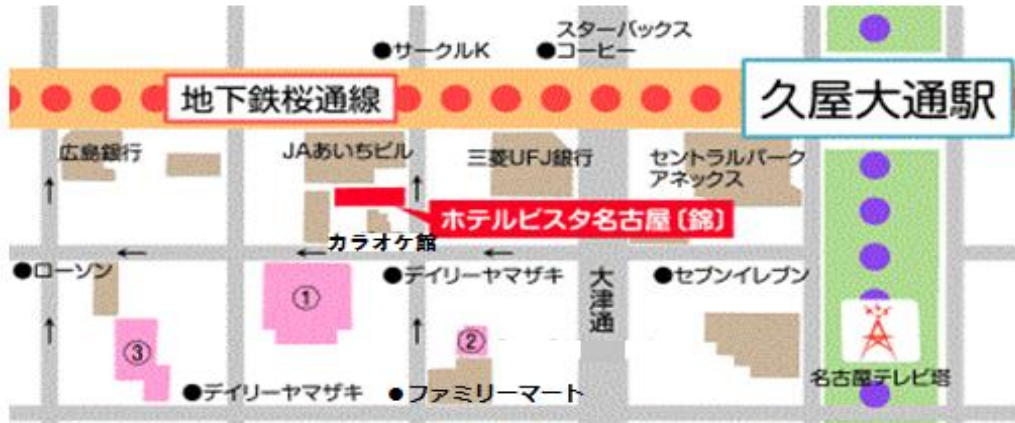 スターバックス
●サークルK
●コーヒー
地下鉄桜通線
久屋大通駅
広島銀行
JAあいちビル
三菱UFJ銀行
セントラルパーク
アネックス
ホテルビスタ名古屋〔錦〕
カラオケ館
●ローソン
●デイリーヤマザキ
大津通
●セブンイレブン
①
②
③
名古屋テレビ塔
●デイリーヤマザキ
●ファミリーマート